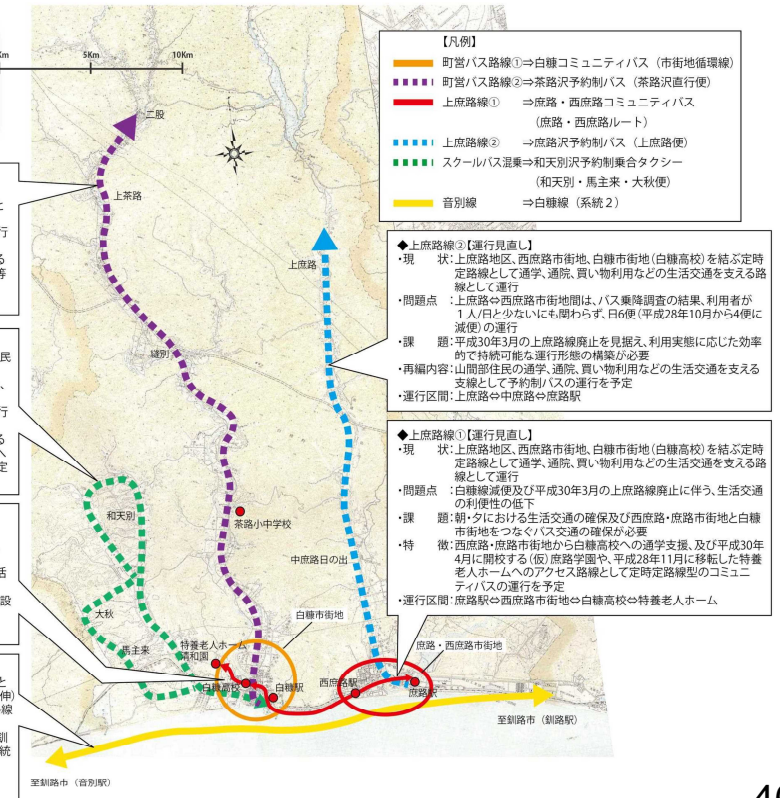 Km
5Km
10Km
【凡例】
町営バス路線①⇒白糠コミュニティバス（市街地循環線）
町営バス路線②⇒茶路沢予約制バス（茶路沢直行便）
上庶路線①　⇒庶路・西庶路コミュニティバス
（庶路・西庶路ルート）
上庶路線②　⇒庶路沢予約制バス（上庶路便）
スクールバス混乗⇒和天別沢予約制乗合タクシー
（和天別・馬主来・大秋便）
音別線　⇒白糠線（系統２）
二股
上茶路
縫別
和天別
茶路小中学校
大秋
馬主来
特養老人ホーム
清和園
白糠高校
白糠駅
白糠市街地
上庶路
中庶路日の出
西庶路駅
庶路駅
庶路・西庶路市街地
至釧路市（釧路駅）
至釧路市（音別駅）
◆上庶路線②【運行見直し】
・現　　状:上庶路地区、西庶路市街地、白糠市街地(白糠高校)を結ぶ定時
定路線として通学、通院、買い物利用などの生活交通を支える路
線として運行
・問題点　:上庶路⇔西庶路市街地間は、バス乗降調査の結果、利用者が
１人/日と少ないにも関わらず、日6便(平成28年10月から4便に
減便)の運行
・課　　題:平成30年3月の上庶路線廃止を見据え、利用実態に応じた効率
的で持続可能な運行形態の構築が必要
・再編内容:山間部住民の通学、通院、買い物利用などの生活交通を支える
支線として予約制バスの運行を予定
・運行区間:上庶路⇔中庶路⇔庶路駅
◆上庶路線①【運行見直し】
・現　　状:上庶路地区、西庶路市街地、白糠市街地(白糠高校)を結ぶ定時
定路線として通学、通院、買い物利用などの生活交通を支える路
線として運行
・問題点　:白糠線減便及び平成30年3月の上庶路線廃止に伴う、生活交通
の利便性の低下
・課　　題:朝・夕における生活交通の確保及び西庶路・庶路市街地と白糠
市街地をつなぐバス交通の確保が必要
・特　　徴:西庶路・庶路市街地から白糠高校への通学支援、及び平成30年
4月に開校する(仮)庶路学園や、平成28年11月に移転した特養
老人ホームへのアクセス路線として定時定路線型のコミュニ
ティバスの運行を予定
・運行区間:庶路駅⇔西庶路市街地⇔白糠高校⇔特養老人ホーム
と
行
る
等
民
、
行
る
へ
定
活
設
と
伸)
線
釧
統